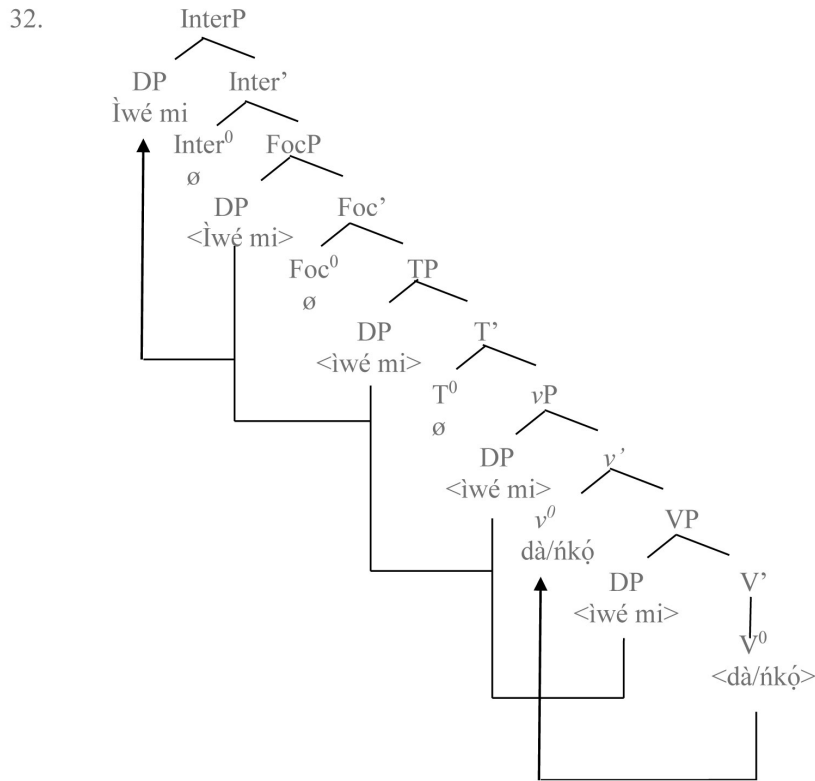 32.
InterP
DP Inter’
Ìwé mi
Inter⁰ FocP
ø
DP Foc’
<Ìwé mi>
Foc⁰ TP
ø
DP T’
<ìwé mi>
T⁰ vP
ø
DP v’
<ìwé mi>
v⁰ VP
dà/ńkọ́
DP V’
<ìwé mi>
V⁰
<dà/ńkọ́>